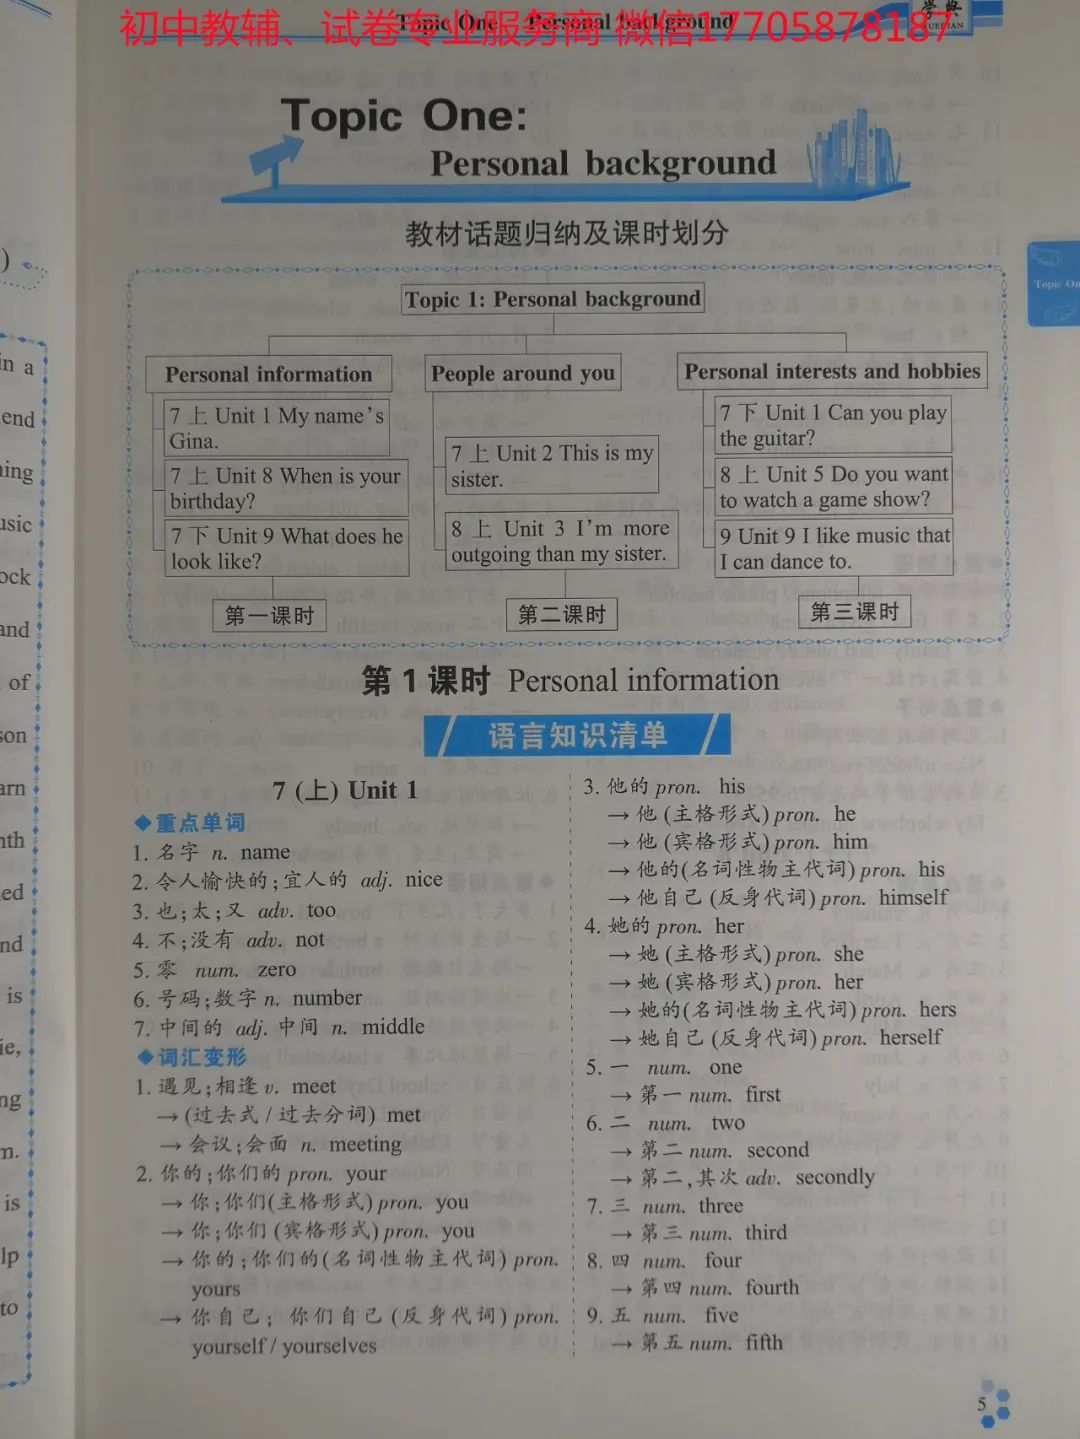 初中教辅、试卷专业服务商 微信17705878187
Topic One: Personal background
学典
Topic One:
Personal background
教材话题归纳及课时划分
Topic 1: Personal background
Personal information
People around you
Personal interests and hobbies
7 上 Unit 1 My name's
Gina.
7 上 Unit 8 When is your
birthday?
7 下 Unit 9 What does he
look like?
第一课时
7 上 Unit 2 This is my
sister.
8 上 Unit 3 I'm more
outgoing than my sister.
第二课时
7 下 Unit 1 Can you play
the guitar?
8 上 Unit 5 Do you want
to watch a game show?
9 Unit 9 I like music that
I can dance to.
第三课时
第 1 课时 Personal information
语言知识清单
7 (上) Unit 1
◆重点单词
1. 名字 n. name
2. 令人愉快的;宜人的 adj. nice
3. 也;太;又 adv. too
4. 不;没有 adv. not
5. 零 num. zero
6. 号码;数字 n. number
7. 中间的 adj. 中间 n. middle
◆词汇变形
1. 遇见;相逢 v. meet
→ (过去式 / 过去分词) met
→ 会议;会面 n. meeting
2. 你的;你们的 pron. your
→ 你;你们(主格形式) pron. you
→ 你;你们 (宾格形式) pron. you
→ 你的;你们的(名词性物主代词) pron.
yours
→ 你自己; 你们自己 (反身代词) pron.
yourself / yourselves
3. 他的 pron. his
→ 他 (主格形式) pron. he
→ 他 (宾格形式) pron. him
→ 他的(名词性物主代词) pron. his
→ 他自己 (反身代词) pron. himself
4. 她的 pron. her
→ 她 (主格形式) pron. she
→ 她 (宾格形式) pron. her
→ 她的(名词性物主代词) pron. hers
→ 她自己 (反身代词) pron. herself
5. 一 num. one
→ 第一 num. first
6. 二 num. two
→ 第二 num. second
→ 第二,其次 adv. secondly
7. 三 num. three
→ 第三 num. third
8. 四 num. four
→ 第四 num. fourth
9. 五 num. five
→ 第五 num. fifth
5